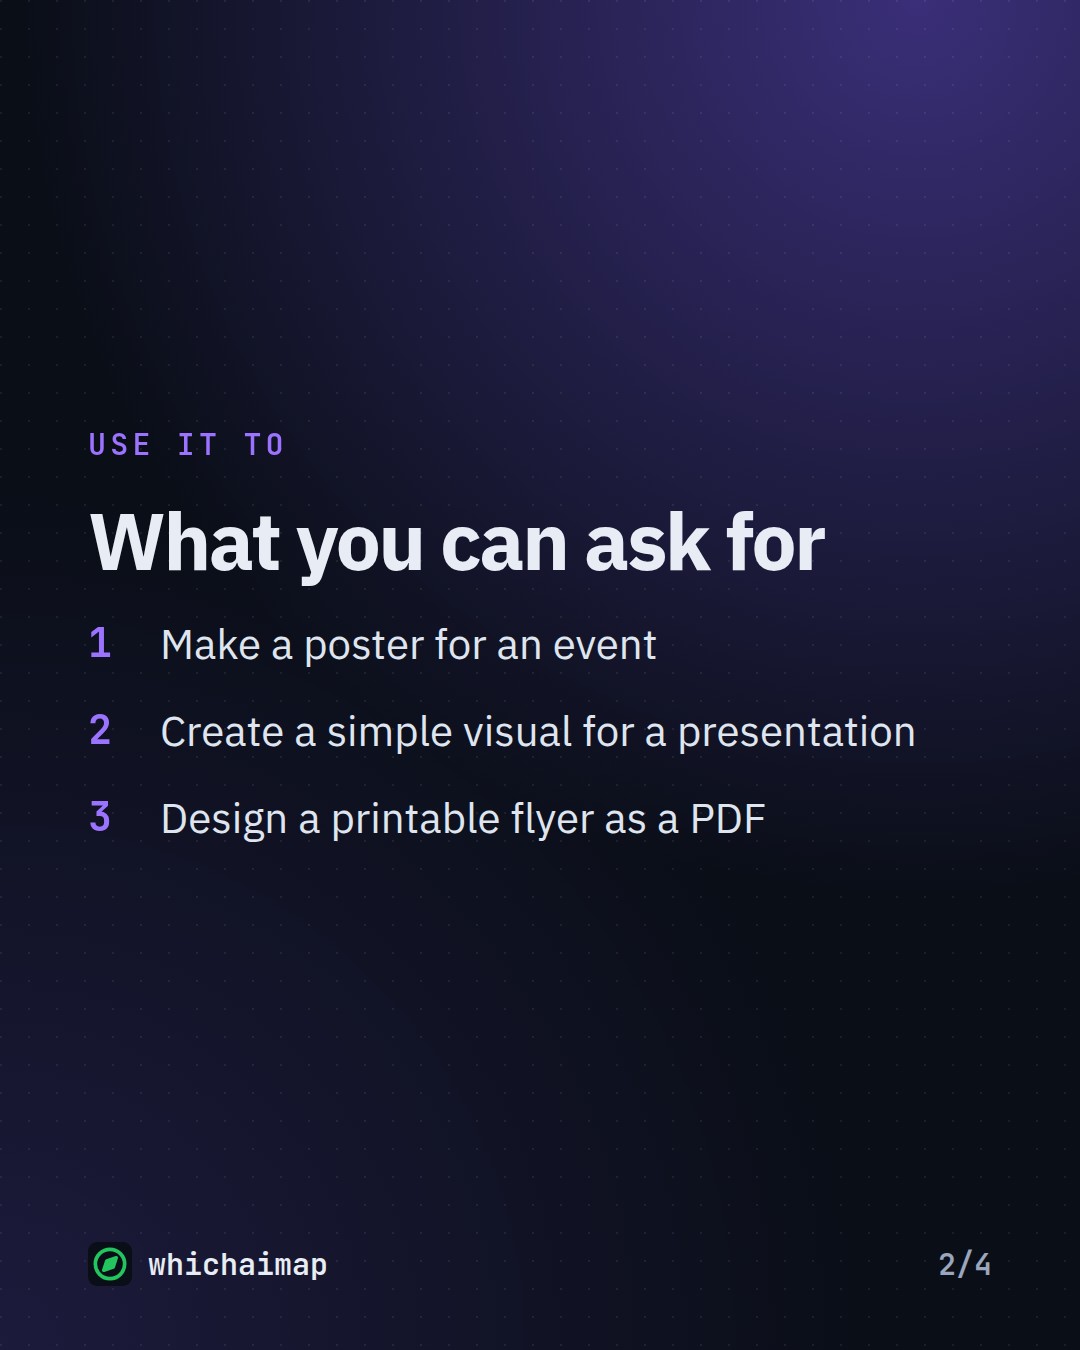 USE IT TO
What you can ask for
1 Make a poster for an event
2 Create a simple visual for a presentation
3 Design a printable flyer as a PDF
whichaimap
2/4